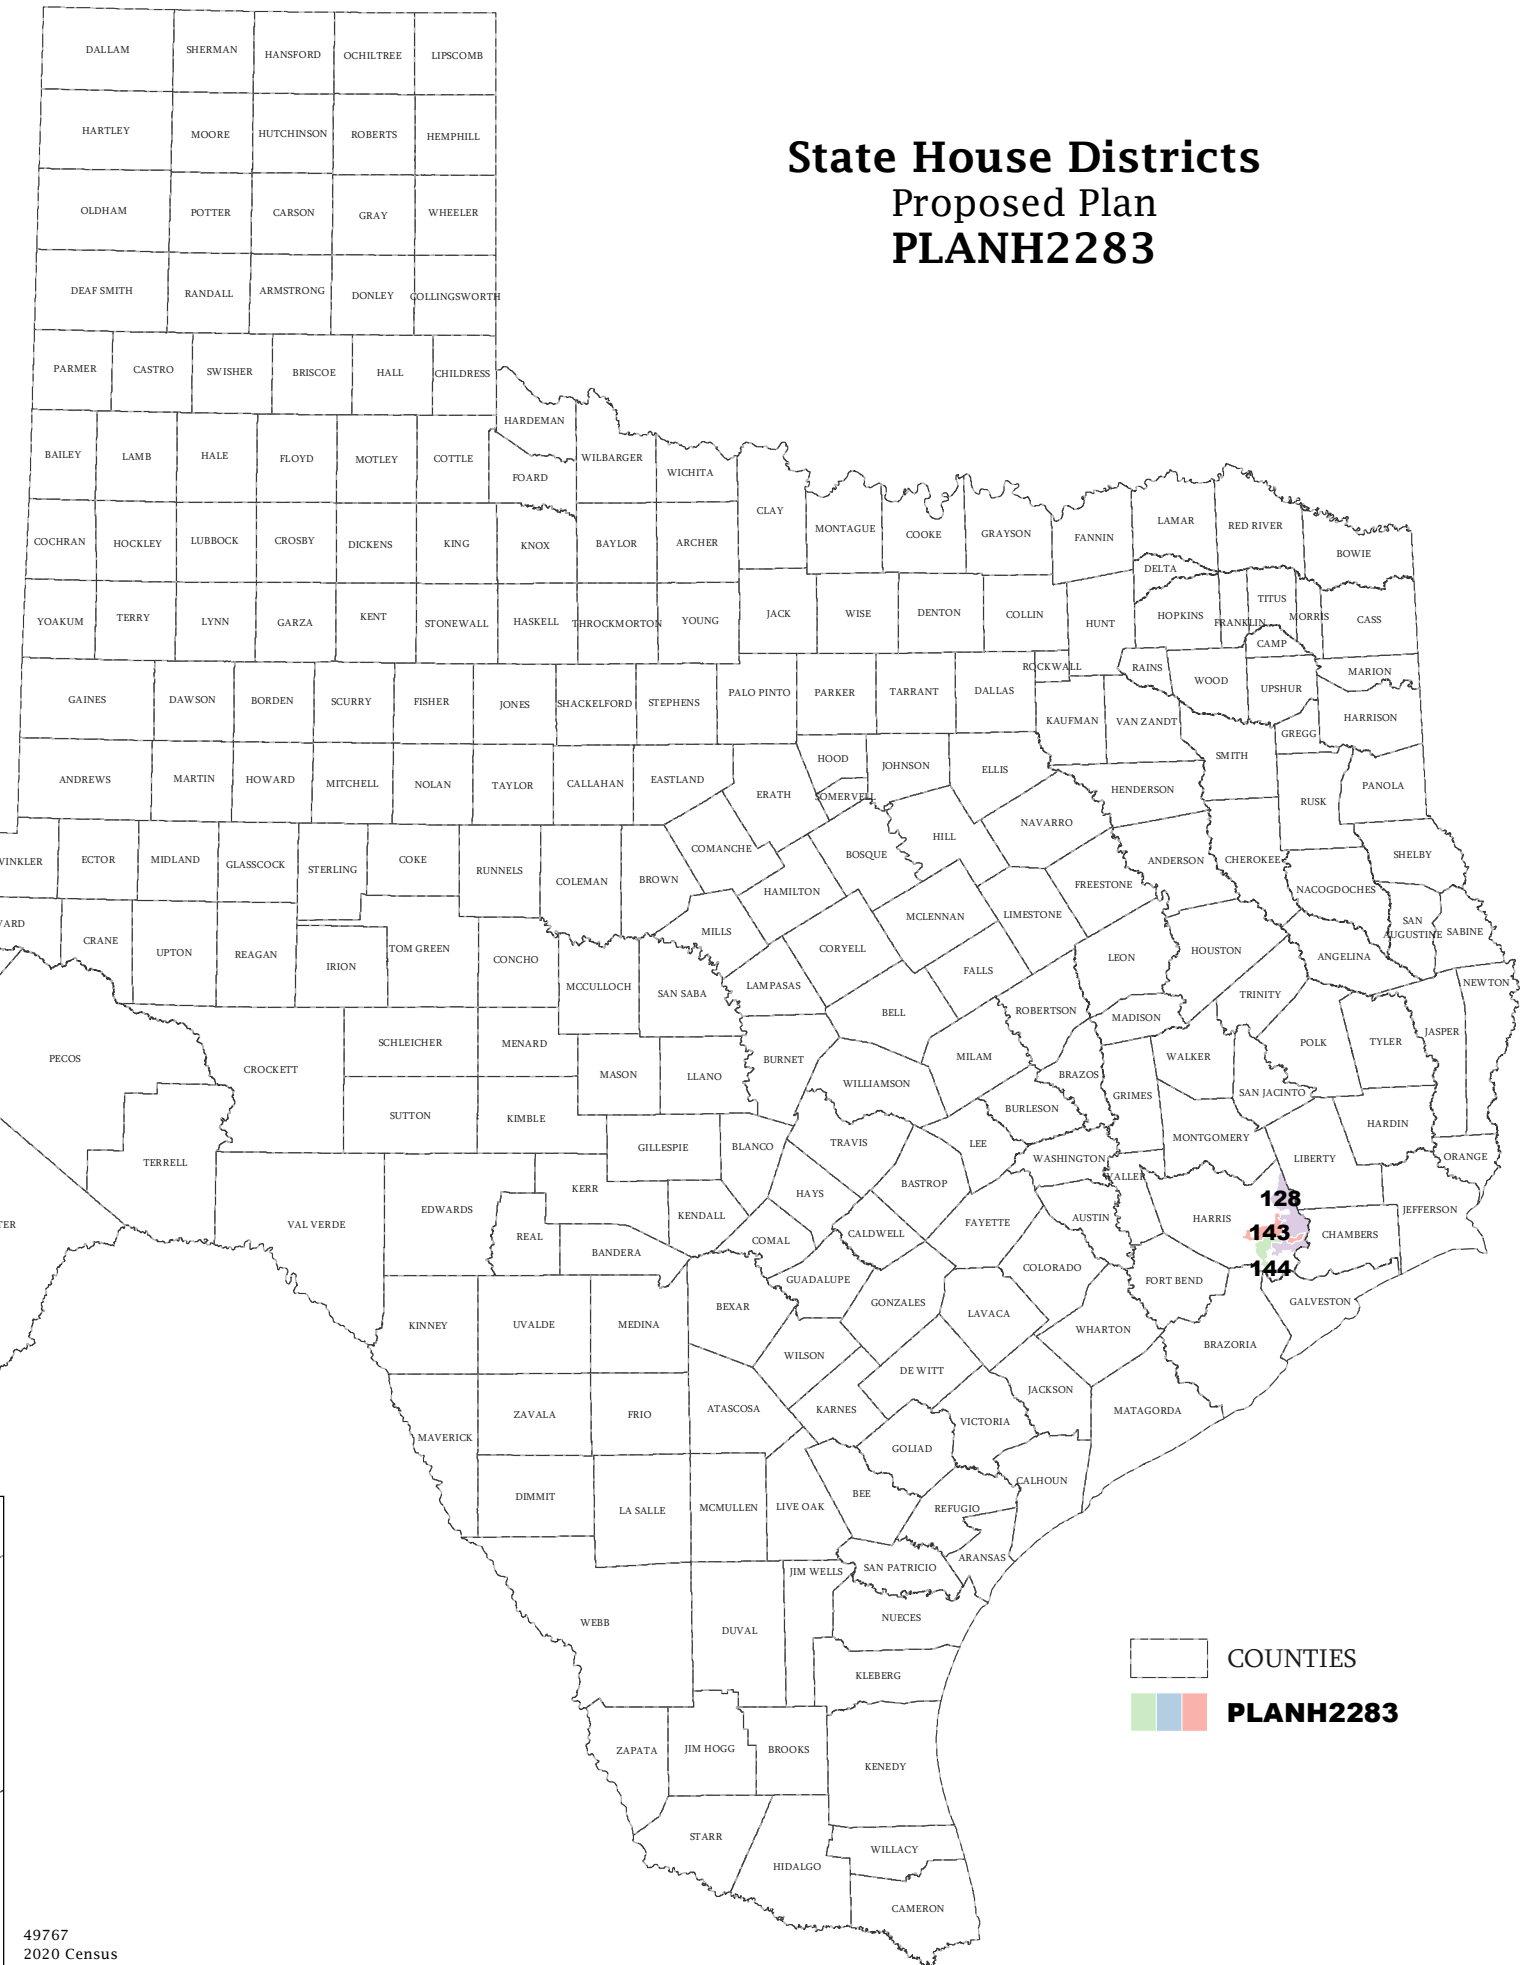 State House Districts
Proposed Plan
PLANH2283
DALLAM SHERMAN HANSFORD OCHILTREE LIPSCOMB
HARTLEY MOORE HUTCHINSON ROBERTS HEMPHILL
OLDHAM POTTER CARSON GRAY WHEELER
DEAF SMITH RANDALL ARMSTRONG DONLEY COLLINGSWORTH
PARMER CASTRO SWISHER BRISCOE HALL CHILDRESS
HARDEMAN
BAILEY LAMB HALE FLOYD MOTLEY COTTLE FOARD WILBARGER WICHITA
CLAY MONTAGUE COOKE GRAYSON FANNIN LAMAR RED RIVER BOWIE
COCHRAN HOCKLEY LUBBOCK CROSBY DICKENS KING KNOX BAYLOR ARCHER
DELTA
YOAKUM TERRY LYNN GARZA KENT STONEWALL HASKELL THROCKMORTON YOUNG JACK WISE DENTON COLLIN HUNT HOPKINS FRANKLIN TITUS MORRIS CASS
CAMP
ROCKWALL RAINS WOOD UPSHUR MARION
GAINES DAWSON BORDEN SCURRY FISHER JONES SHACKELFORD STEPHENS PALO PINTO PARKER TARRANT DALLAS KAUFMAN VAN ZANDT HARRISON
GREGG
SMITH
ANDREWS MARTIN HOWARD MITCHELL NOLAN TAYLOR CALLAHAN EASTLAND ERATH HOOD JOHNSON ELLIS HENDERSON RUSK PANOLA
SOMERVELL
HILL NAVARRO
WINKLER ECTOR MIDLAND GLASSCOCK STERLING COKE RUNNELS COLEMAN BROWN COMANCHE BOSQUE ANDERSON CHEROKEE SHELBY
HAMILTON FREESTONE NACOGDOCHES
MCLENNAN LIMESTONE
WARD CRANE UPTON REAGAN IRION TOM GREEN CONCHO MILLS CORYELL HOUSTON SAN
AUGUSTINE SABINE
MCCULLOCH SAN SABA LAMPASAS FALLS LEON ANGELINA NEWTON
BELL ROBERTSON MADISON TRINITY
PECOS CROCKETT SCHLEICHER MENARD MASON LLANO BURNET WILLIAMSON MILAM BRAZOS WALKER POLK TYLER JASPER
SUTTON KIMBLE BURLESON GRIMES SAN JACINTO
GILLESPIE BLANCO TRAVIS LEE MONTGOMERY HARDIN
TERRELL WASHINGTON LIBERTY ORANGE
KERR HAYS BASTROP WALLER
128
VAL VERDE EDWARDS KENDALL CALDWELL FAYETTE AUSTIN HARRIS JEFFERSON
REAL BANDERA COMAL 143 CHAMBERS
144
GUADALUPE COLORADO FORT BEND
BEXAR GONZALES LAVACA GALVESTON
KINNEY UVALDE MEDINA WHARTON BRAZORIA
WILSON DE WITT
JACKSON
MAVERICK ZAVALA FRIO ATASCOSA KARNES VICTORIA MATAGORDA
GOLIAD
DIMMIT LA SALLE MCMULLEN LIVE OAK BEE REFUGIO CALHOUN
JIM WELLS SAN PATRICIO ARANSAS
WEBB DUVAL NUECES
KLEBERG
ZAPATA JIM HOGG BROOKS KENEDY
STARR HIDALGO WILLACY
CAMERON
COUNTIES
PLANH2283
49767
2020 Census